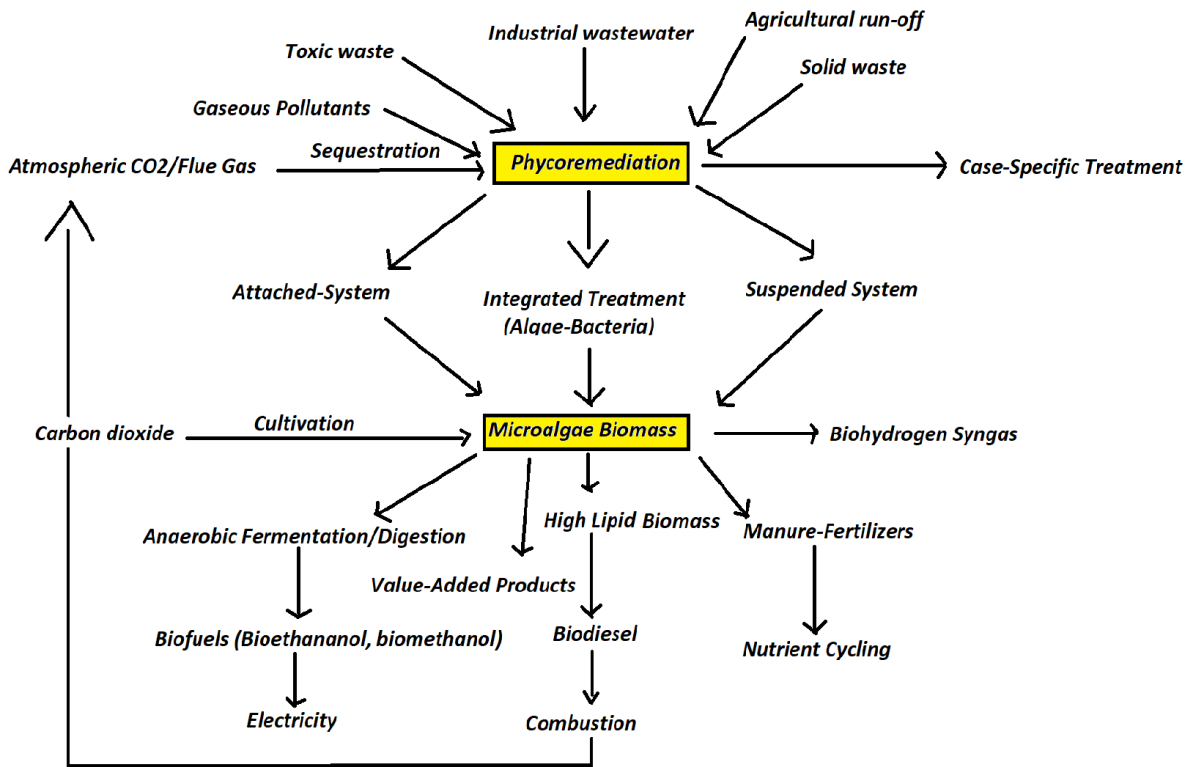 Agricultural run-off
Industrial wastewater
Toxic waste
Solid waste
Gaseous Pollutants
Sequestration
Phycoremediation
Atmospheric CO2/Flue Gas
Case-Specific Treatment
Attached-System
Integrated Treatment
(Algae-Bacteria)
Suspended System
Cultivation
Carbon dioxide
Microalgae Biomass
Biohydrogen Syngas
High Lipid Biomass
Anaerobic Fermentation/Digestion
Manure-Fertilizers
Value-Added Products
Biofuels (Bioethananol, biomethanol)
Biodiesel
Nutrient Cycling
Electricity
Combustion